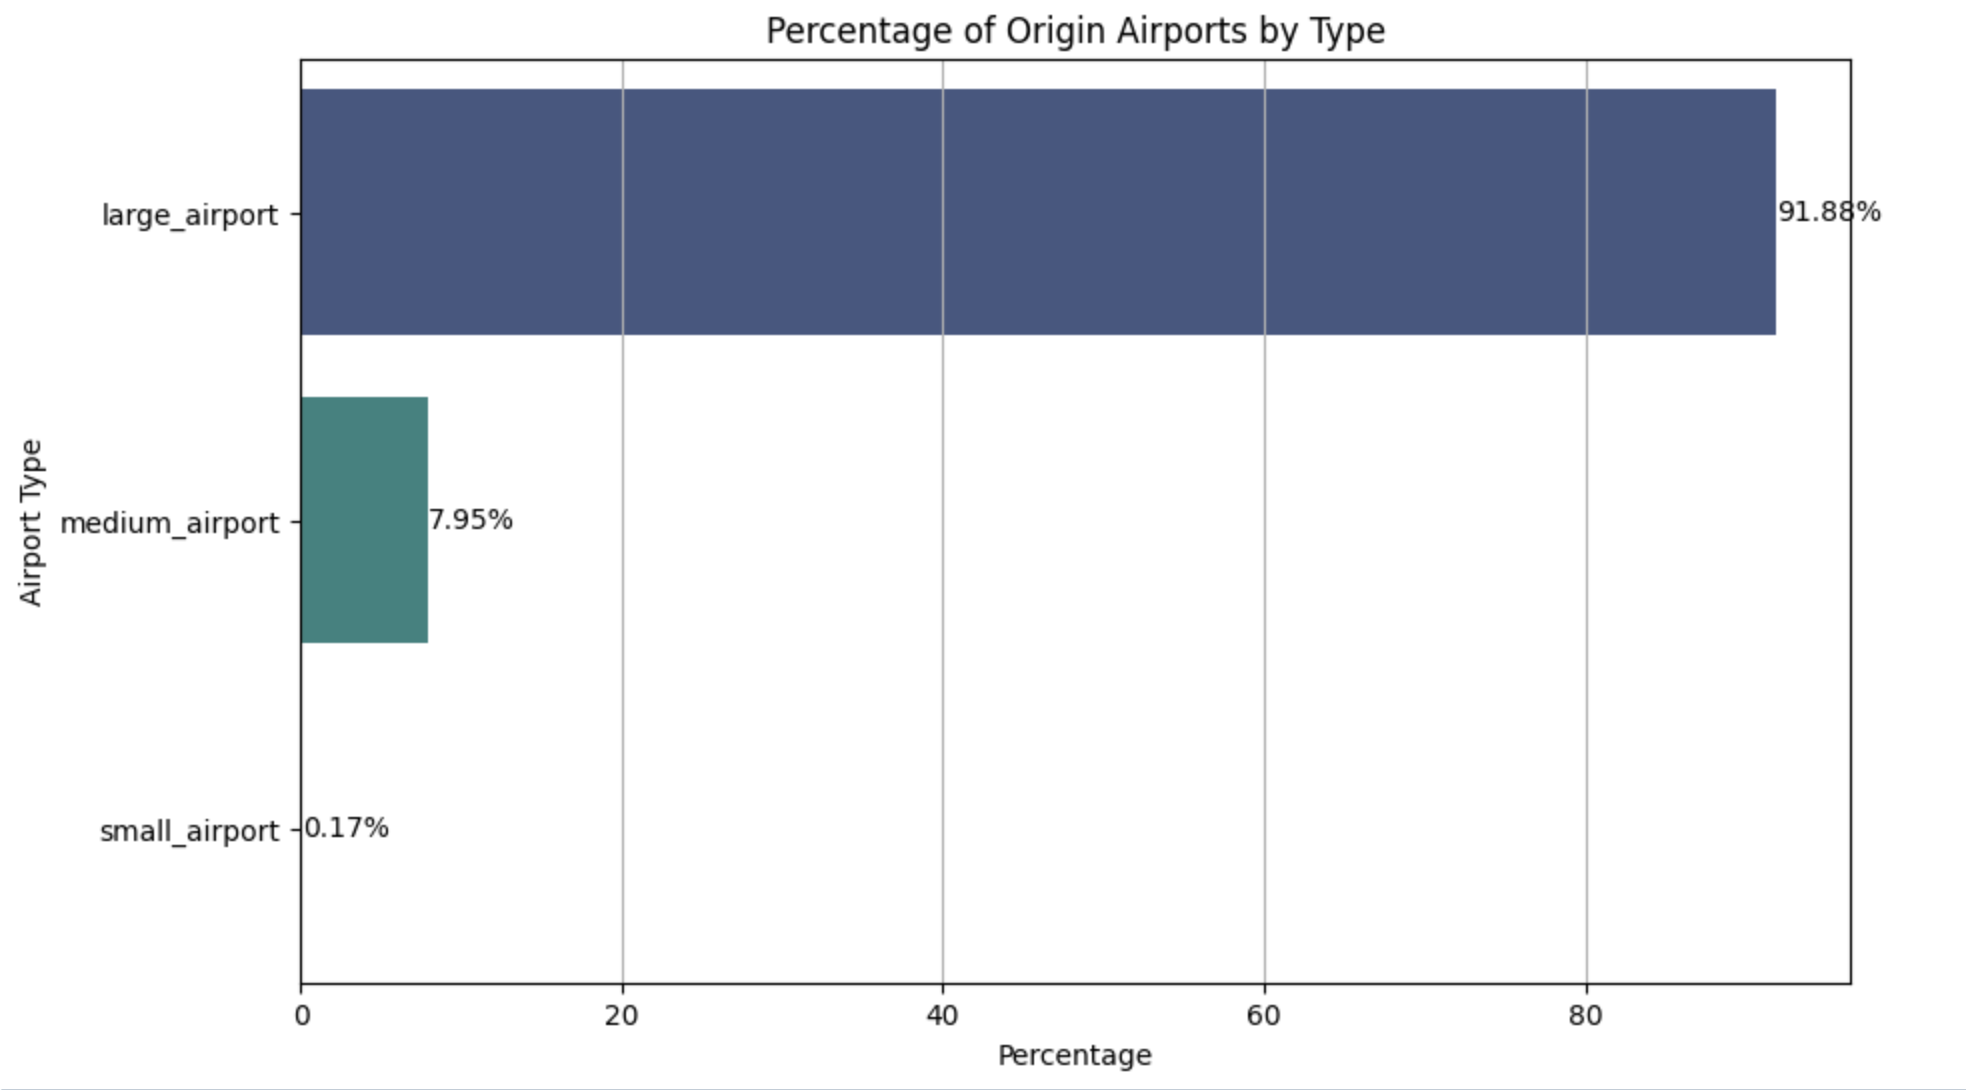 Percentage of Origin Airports by Type
large_airport
91.88%
medium_airport
7.95%
small_airport
0.17%
Airport Type
0 20 40 60 80
Percentage